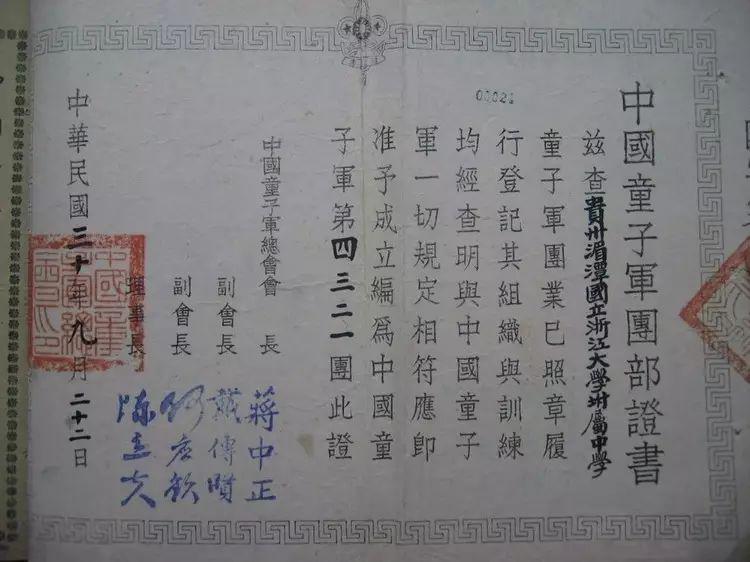 中國童子軍團部證書
茲查貴州湄潭國立浙江大學附屬中學
童子軍團業已照章履
行登記其組織與訓練
均經查明與中國童子
軍一切規定相符應即
准予成立編為中國童
子軍第四三二一團此證
00021
中國童子軍總會會長 蔣中正
副會長 戴傳賢
副會長 何應欽
理事長 陳立夫
中華民國三十年九月二十二日